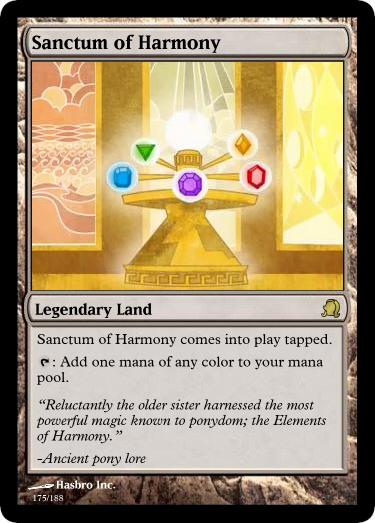 Sanctum of Harmony
Legendary Land
Sanctum of Harmony comes into play tapped.
: Add one mana of any color to your mana
pool.
“Reluctantly the older sister harnessed the most
powerful magic known to ponydom; the Elements
of Harmony.”
-Ancient pony lore
Hasbro Inc.
175/188